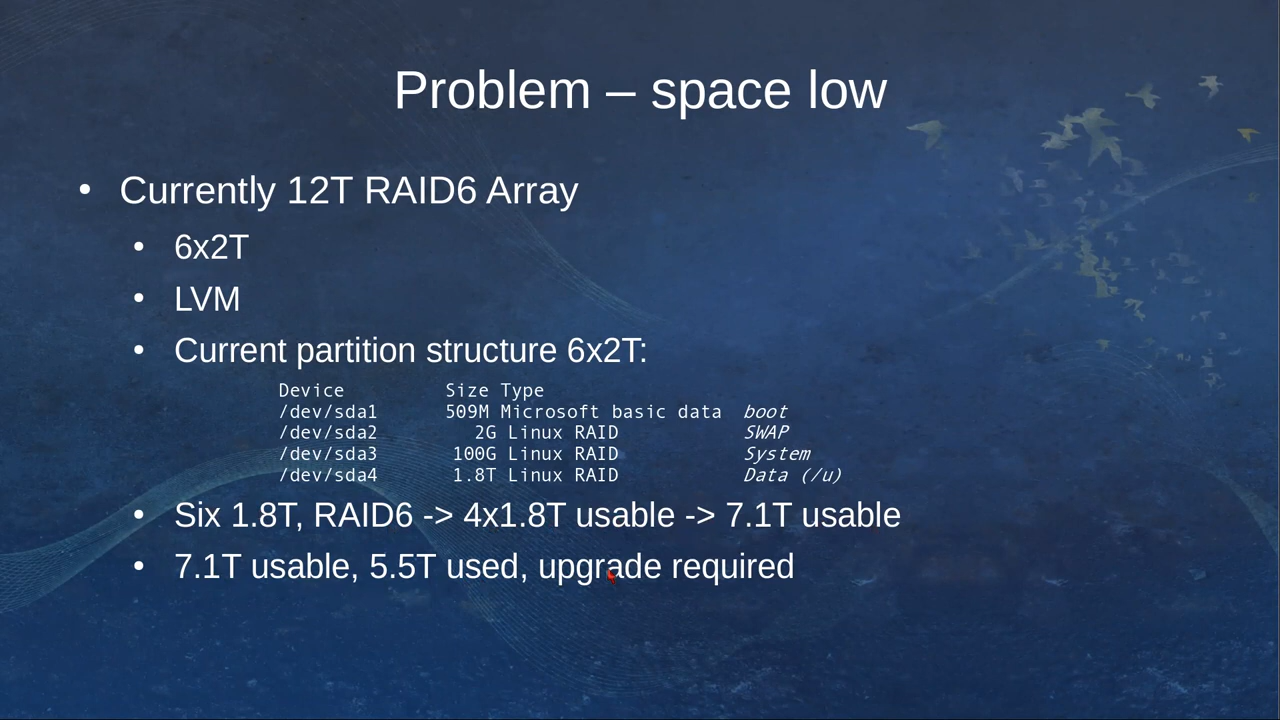 Problem – space low
• Currently 12T RAID6 Array
• 6x2T
• LVM
• Current partition structure 6x2T:
Device Size Type
/dev/sda1 509M Microsoft basic data boot
/dev/sda2 2G Linux RAID SWAP
/dev/sda3 100G Linux RAID System
/dev/sda4 1.8T Linux RAID Data (/u)
• Six 1.8T, RAID6 -> 4x1.8T usable -> 7.1T usable
• 7.1T usable, 5.5T used, upgrade required